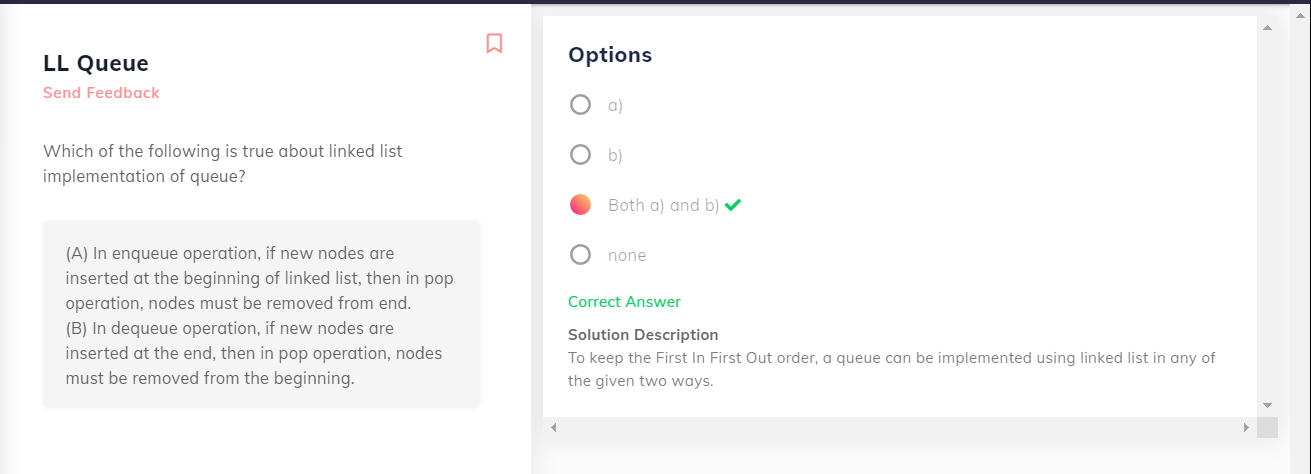 LL Queue
Send Feedback
Which of the following is true about linked list
implementation of queue?
(A) In enqueue operation, if new nodes are
inserted at the beginning of linked list, then in pop
operation, nodes must be removed from end.
(B) In dequeue operation, if new nodes are
inserted at the end, then in pop operation, nodes
must be removed from the beginning.
Options
a)
b)
Both a) and b)
none
Correct Answer
Solution Description
To keep the First In First Out order, a queue can be implemented using linked list in any of
the given two ways.